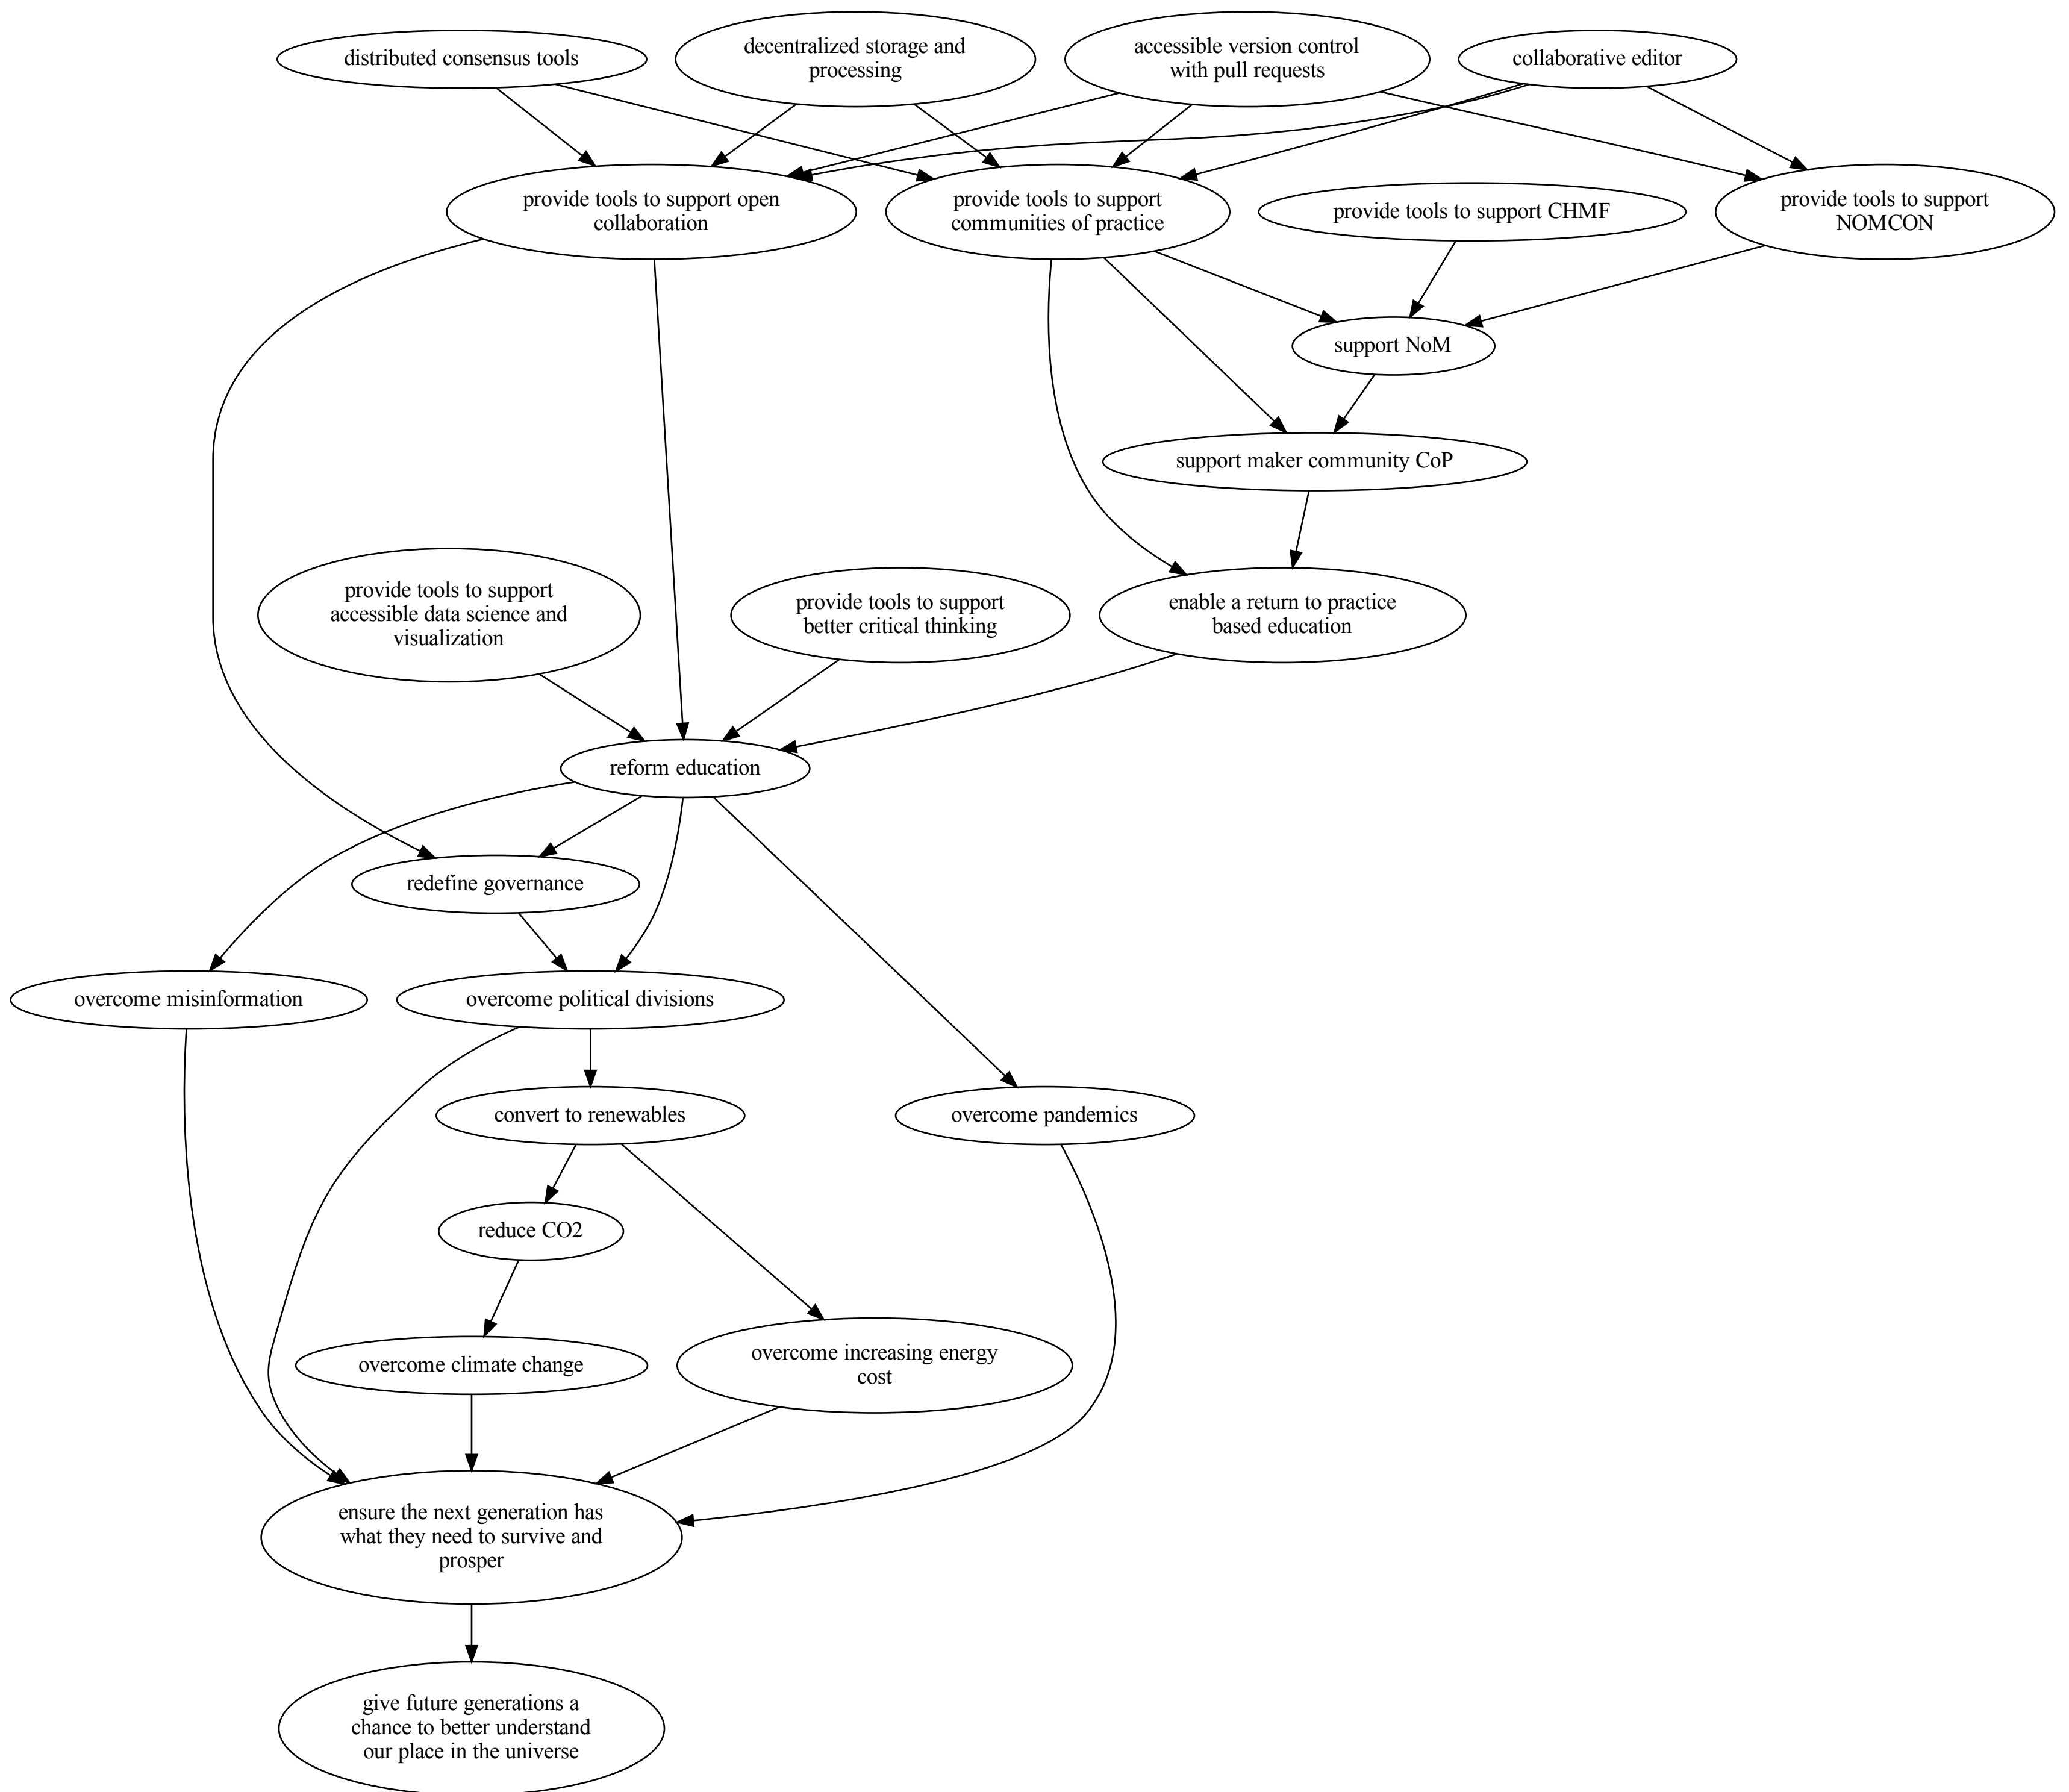 distributed consensus tools
decentralized storage and
processing
accessible version control
with pull requests
collaborative editor
provide tools to support open
collaboration
provide tools to support
communities of practice
provide tools to support CHMF
provide tools to support
NOMCON
support NoM
support maker community CoP
provide tools to support
accessible data science and
visualization
provide tools to support
better critical thinking
enable a return to practice
based education
reform education
redefine governance
overcome misinformation
overcome political divisions
convert to renewables
overcome pandemics
reduce CO2
overcome climate change
overcome increasing energy
cost
ensure the next generation has
what they need to survive and
prosper
give future generations a
chance to better understand
our place in the universe